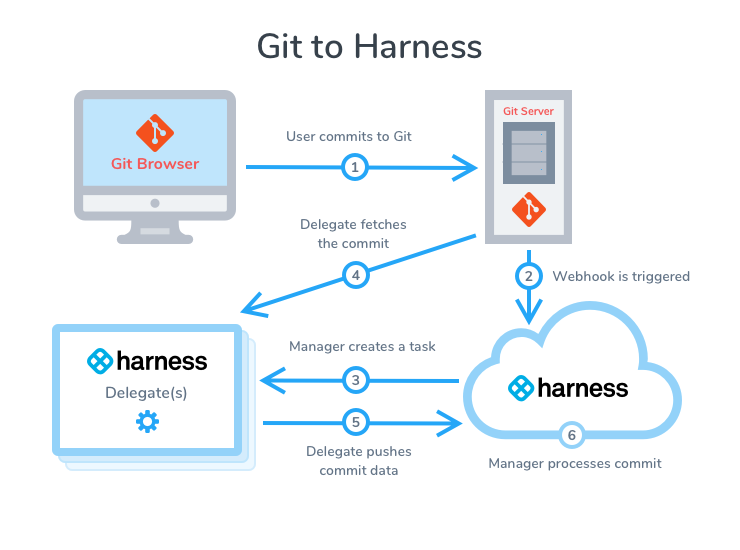 Git to Harness
Git Browser
User commits to Git
1
Git Server
Delegate fetches
the commit
4
2
Webhook is triggered
harness
Delegate(s)
Manager creates a task
3
5
Delegate pushes
commit data
harness
6
Manager processes commit